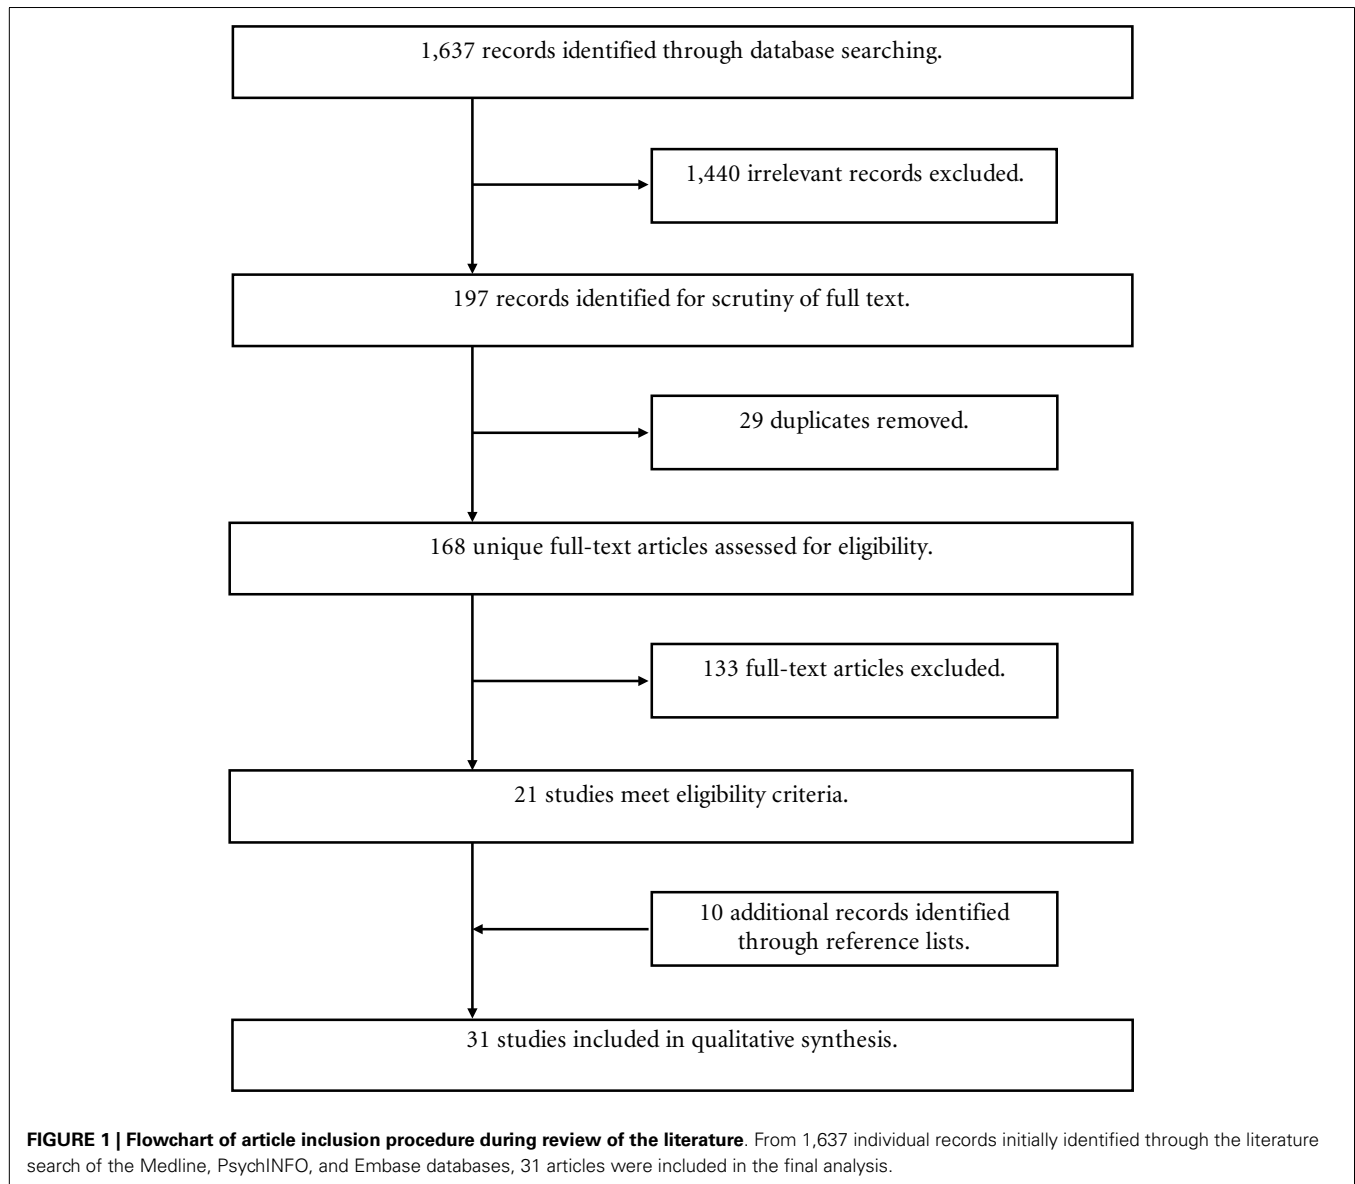 1,637 records identified through database searching.
1,440 irrelevant records excluded.
197 records identified for scrutiny of full text.
29 duplicates removed.
168 unique full-text articles assessed for eligibility.
133 full-text articles excluded.
21 studies meet eligibility criteria.
10 additional records identified
through reference lists.
31 studies included in qualitative synthesis.
FIGURE 1 | Flowchart of article inclusion procedure during review of the literature. From 1,637 individual records initially identified through the literature
search of the Medline, PsychINFO, and Embase databases, 31 articles were included in the final analysis.